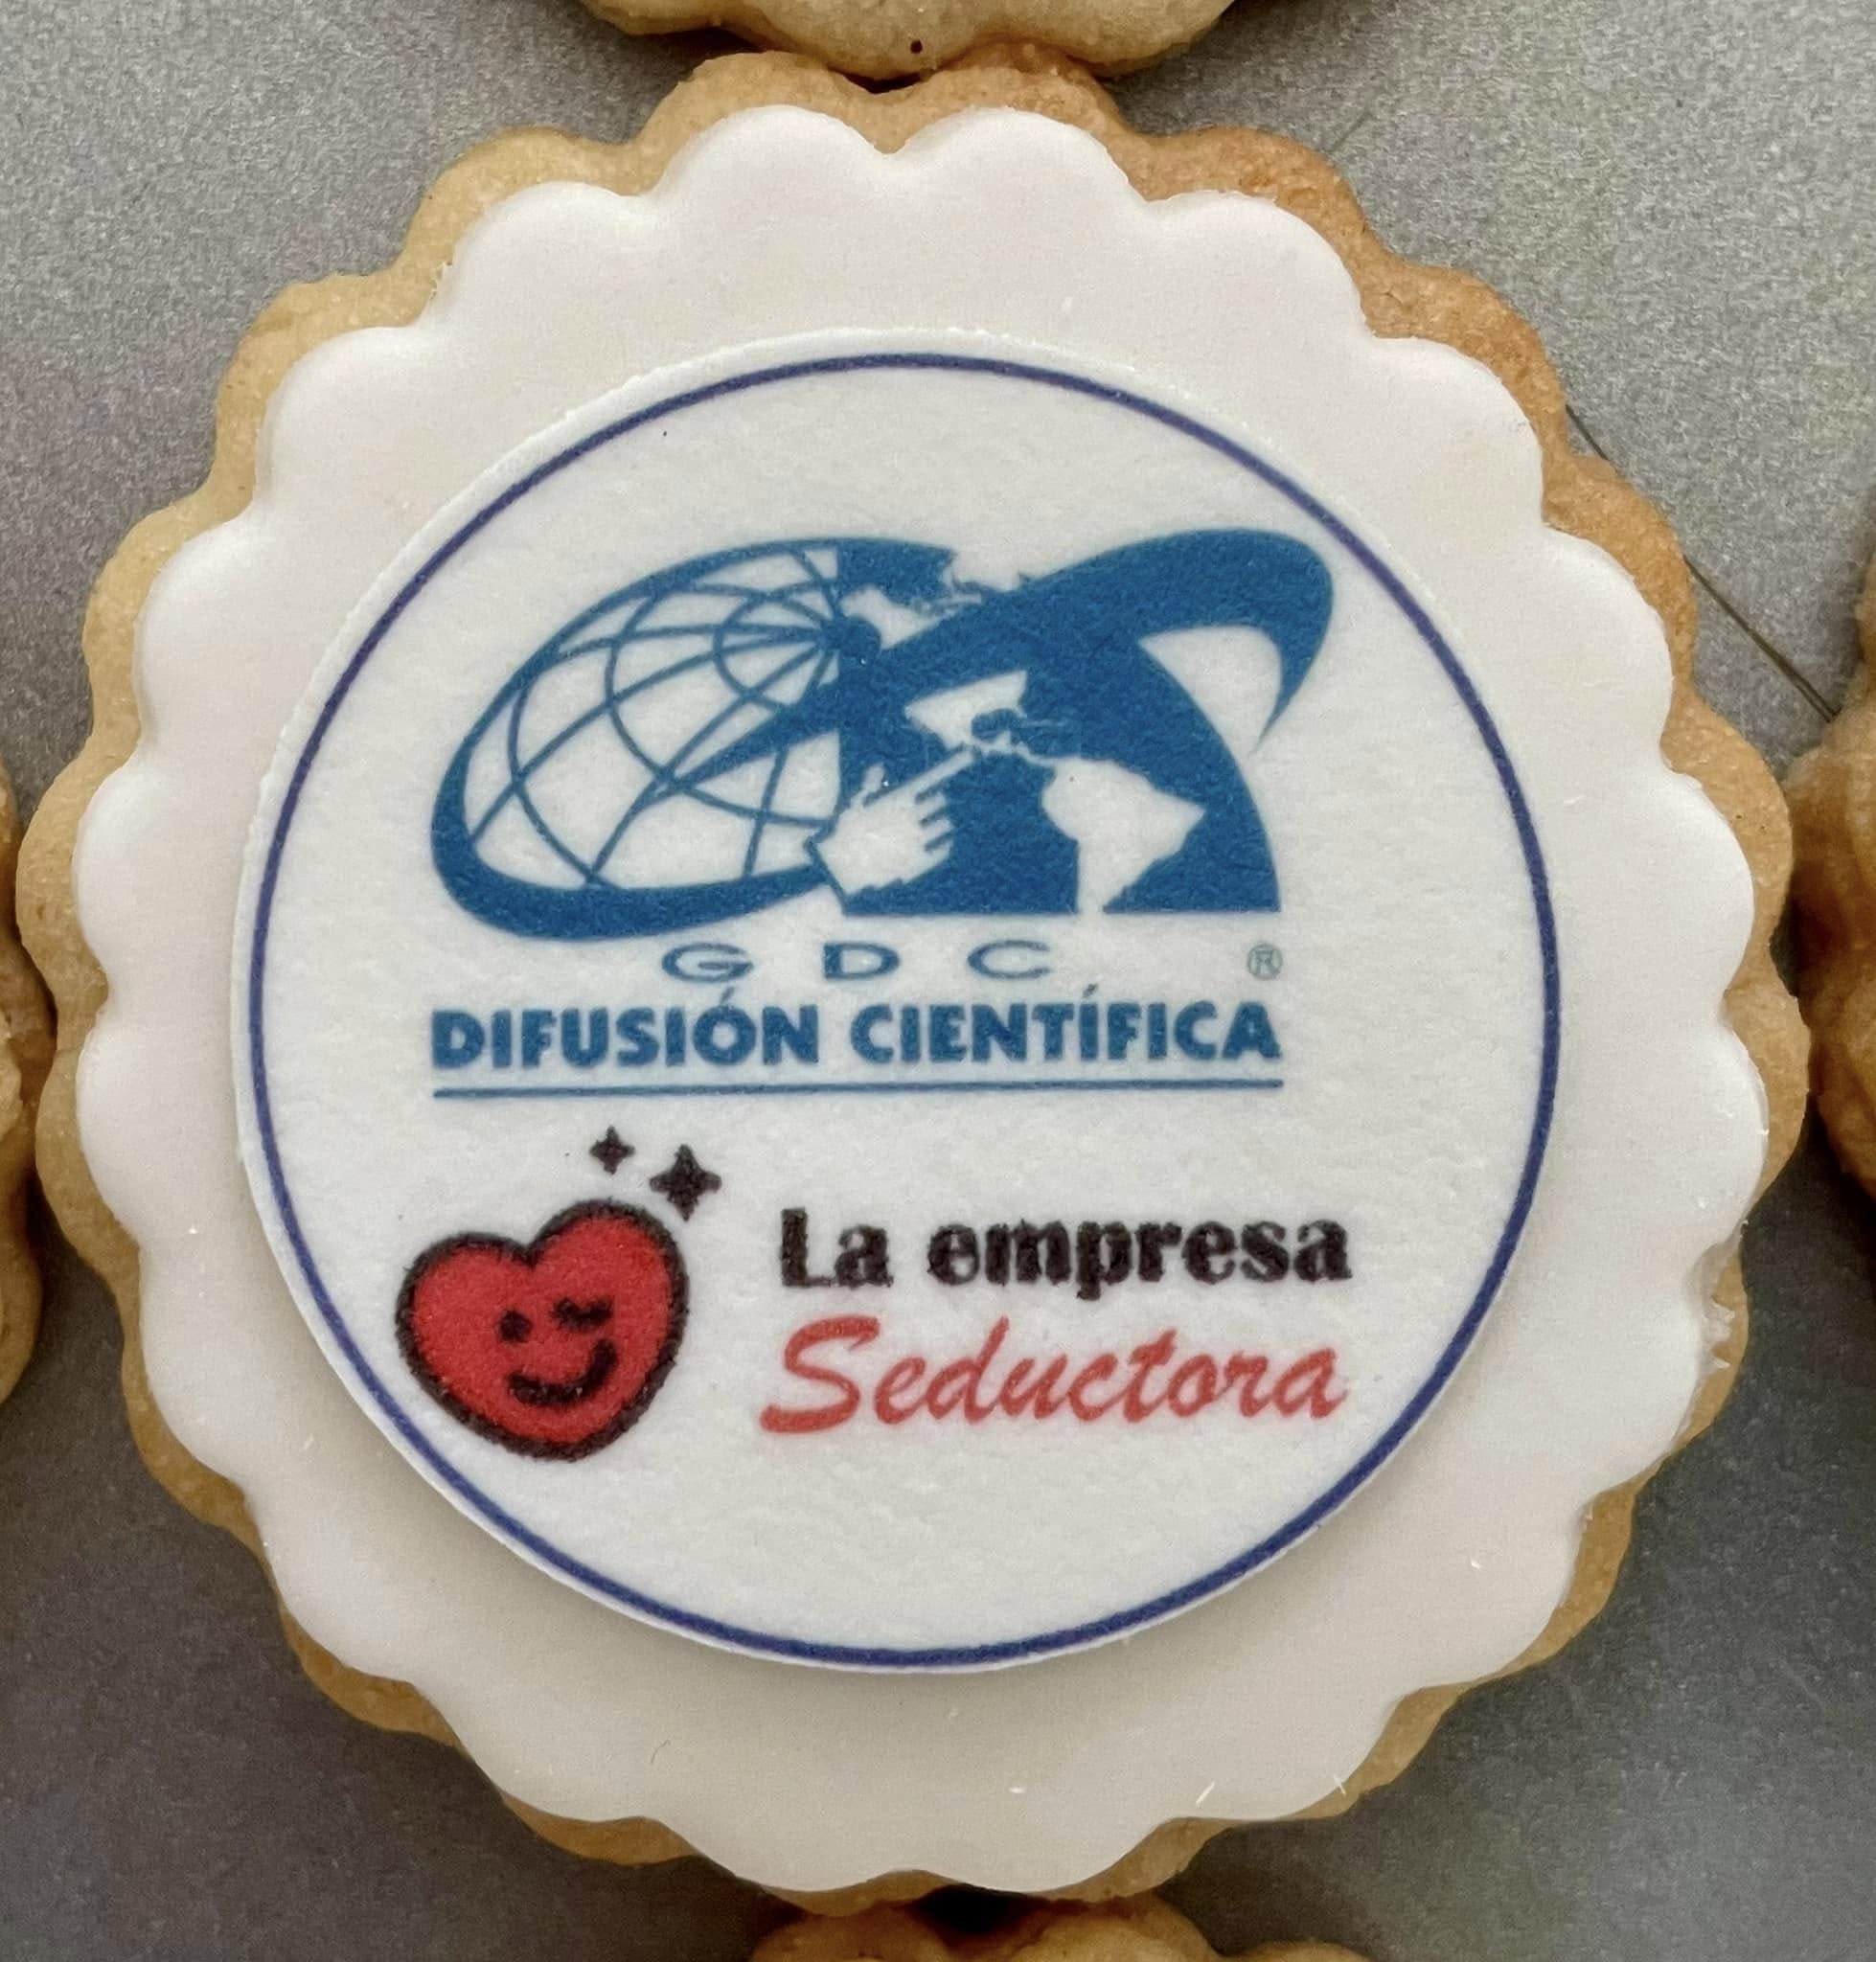 GDC ®
DIFUSIÓN CIENTÍFICA
La empresa
Seductora